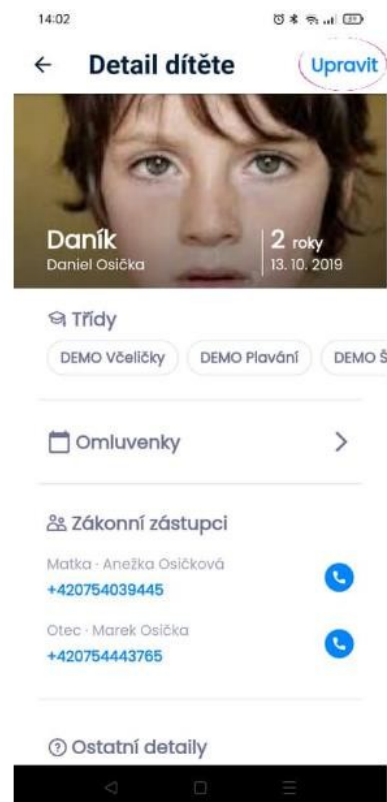 14:02
Detail dítěte
Upravit
Daník
Daniel Osička
2 roky
13. 10. 2019
Třídy
DEMO Včeličky
DEMO Plavání
DEMO Š
Omluvenky
Zákonní zástupci
Matka · Anežka Osičková
+420754039445
Otec · Marek Osička
+420754443765
Ostatní detaily